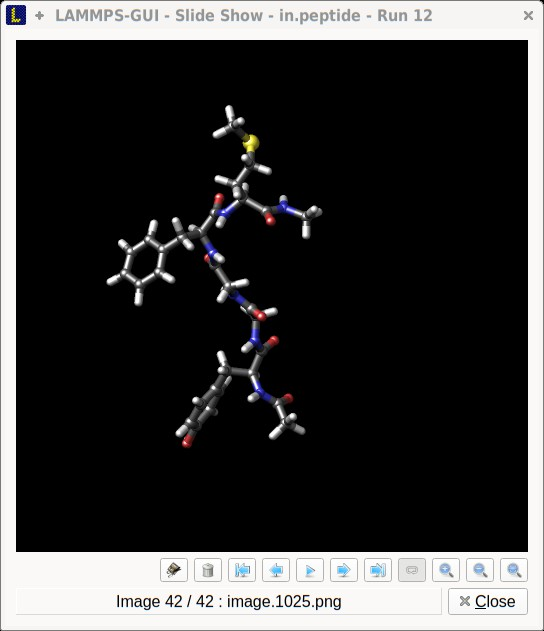 LAMMPS-GUI - Slide Show - in.peptide - Run 12
Image 42 / 42 : image.1025.png
Close